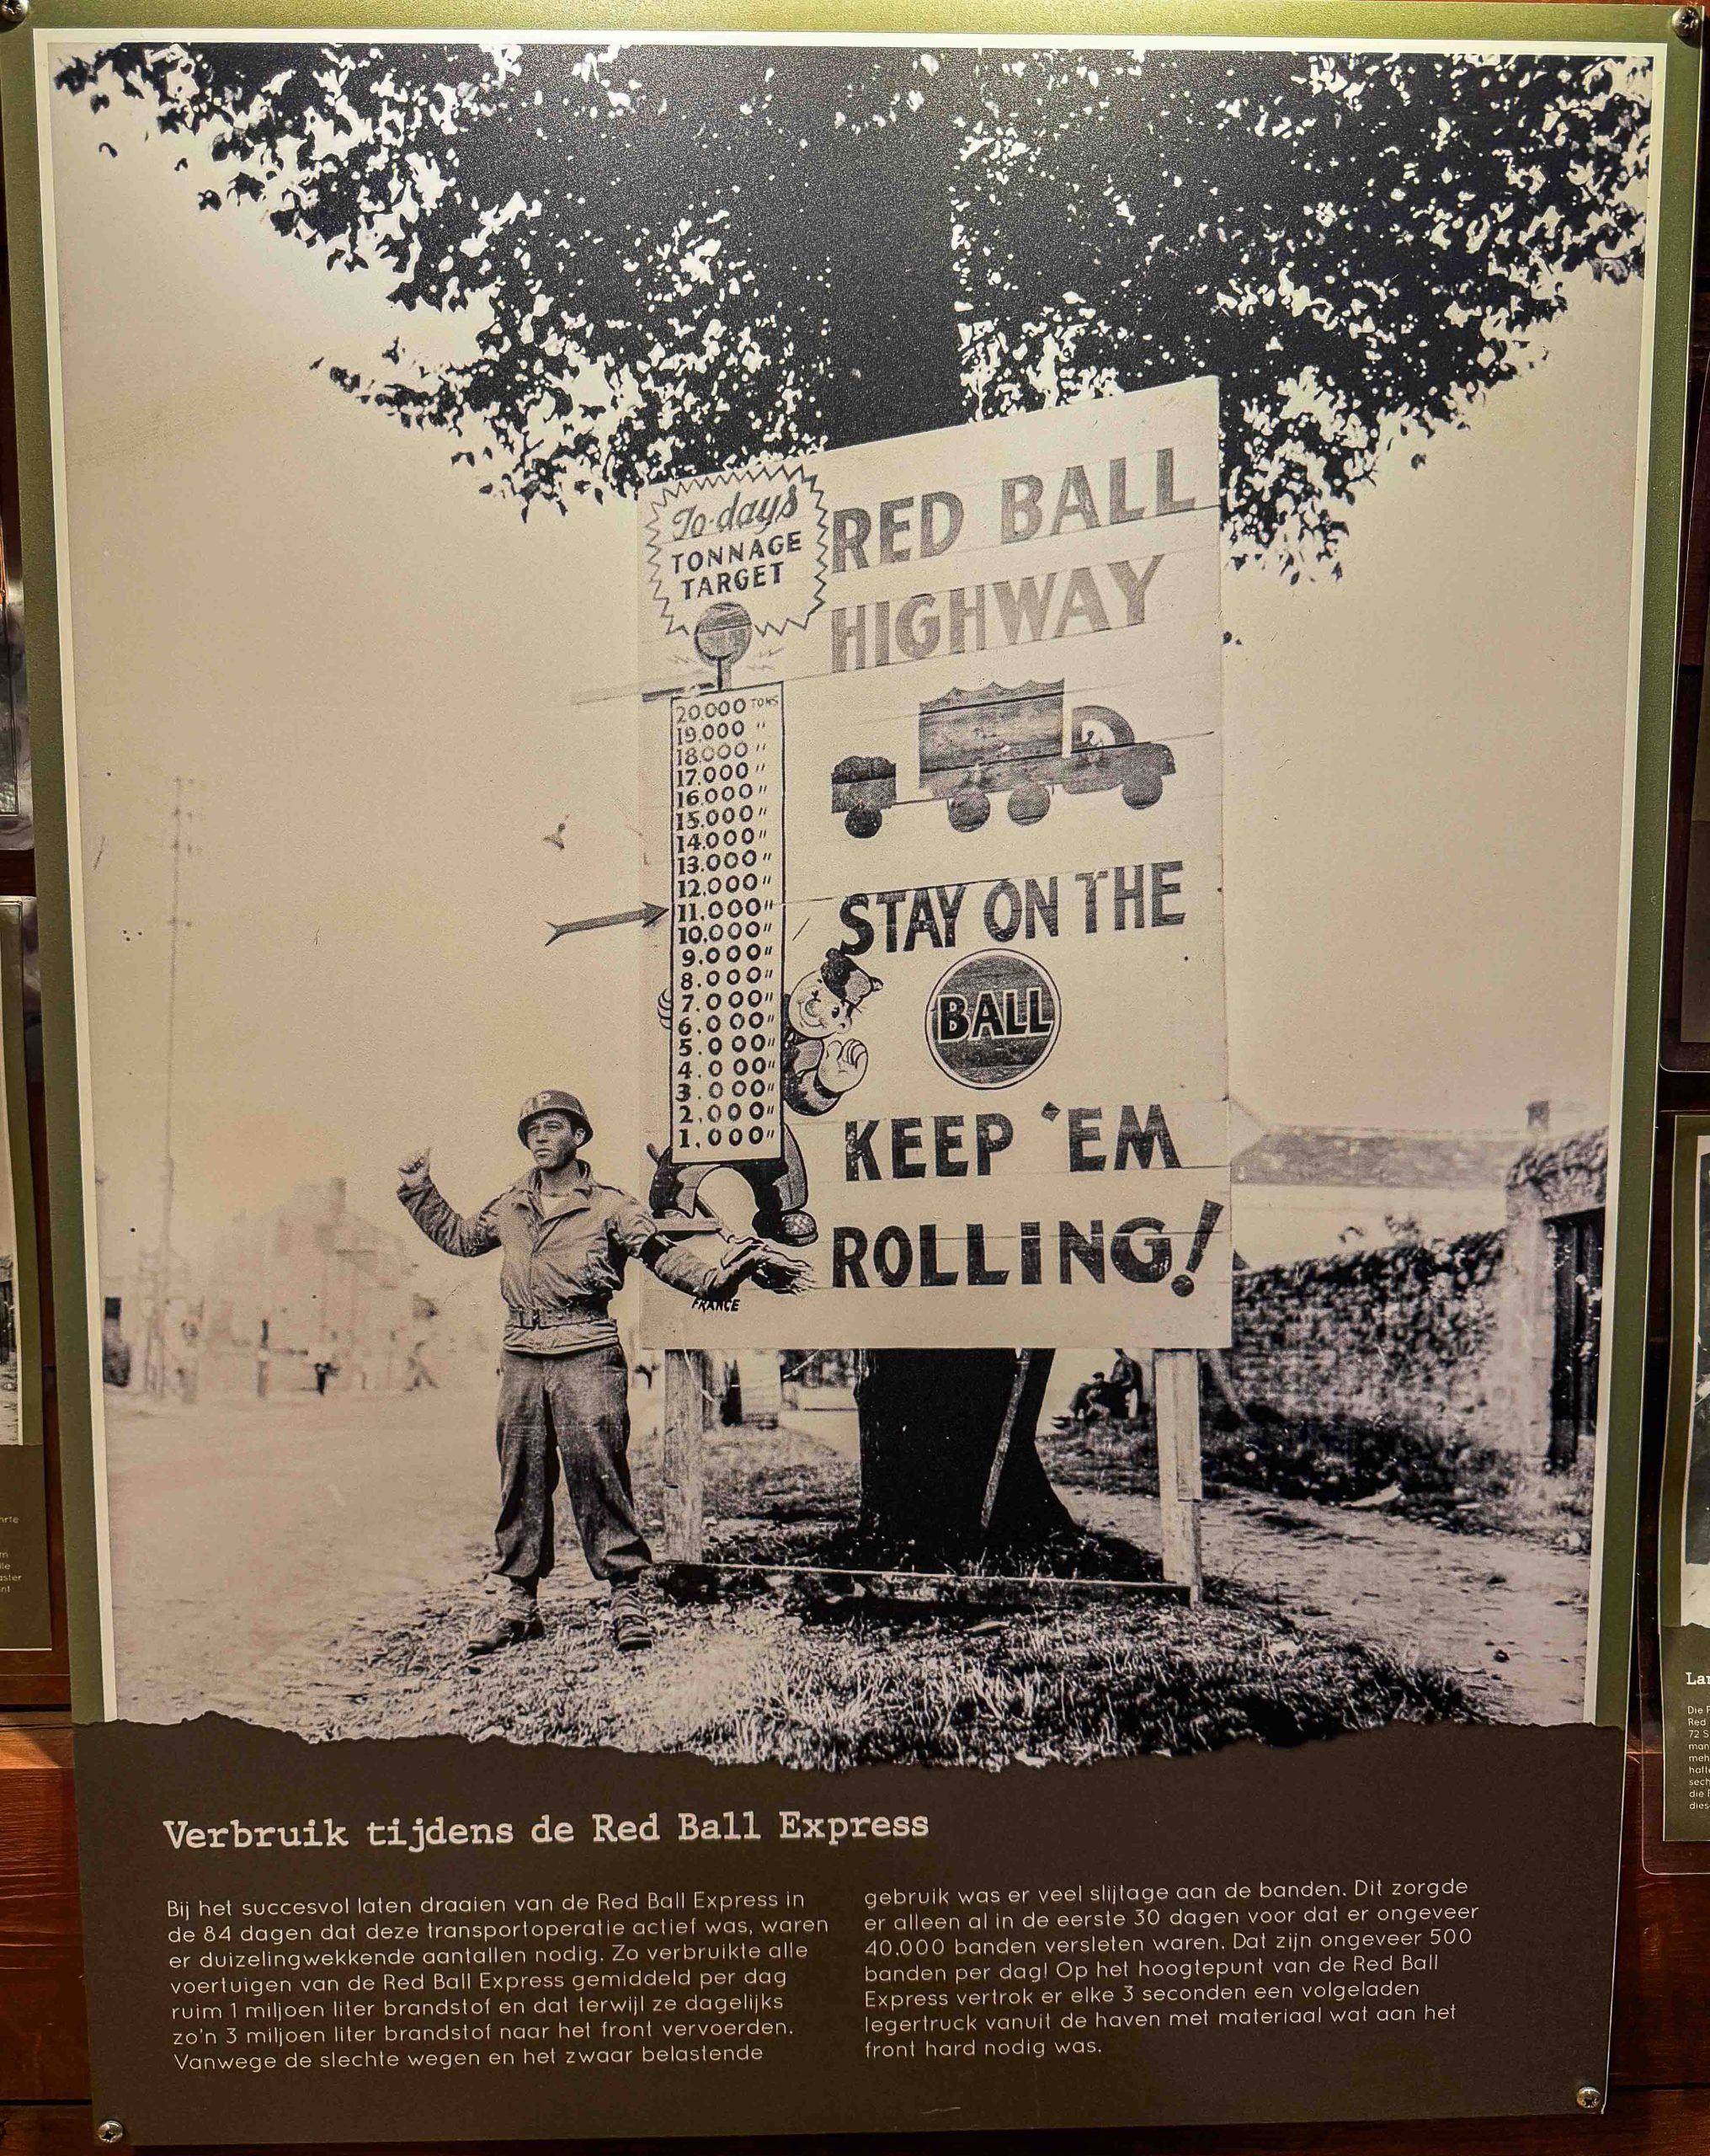 To-days
TONNAGE
TARGET
RED BALL
HIGHWAY
20.000 TONS
19.000 "
18.000 "
17.000 "
16.000 "
15.000 "
14.000 "
13.000 "
12.000 "
11.000 "
10.000 "
9.000 "
8.000 "
7.000 "
6.000 "
5.000 "
4.000 "
3.000 "
2.000 "
1.000 "
STAY ON THE
BALL
KEEP 'EM
ROLLING!
MP
FRANCE
Verbruik tijdens de Red Ball Express
Bij het succesvol laten draaien van de Red Ball Express in
de 84 dagen dat deze transportoperatie actief was, waren
er duizelingwekkende aantallen nodig. Zo verbruikte alle
voertuigen van de Red Ball Express gemiddeld per dag
ruim 1 miljoen liter brandstof en dat terwijl ze dagelijks
zo'n 3 miljoen liter brandstof naar het front vervoerden.
Vanwege de slechte wegen en het zwaar belastende
gebruik was er veel slijtage aan de banden. Dit zorgde
er alleen al in de eerste 30 dagen voor dat er ongeveer
40.000 banden versleten waren. Dat zijn ongeveer 500
banden per dag! Op het hoogtepunt van de Red Ball
Express vertrok er elke 3 seconden een volgeladen
legertruck vanuit de haven met materiaal wat aan het
front hard nodig was.
Die
Red
72 S
die